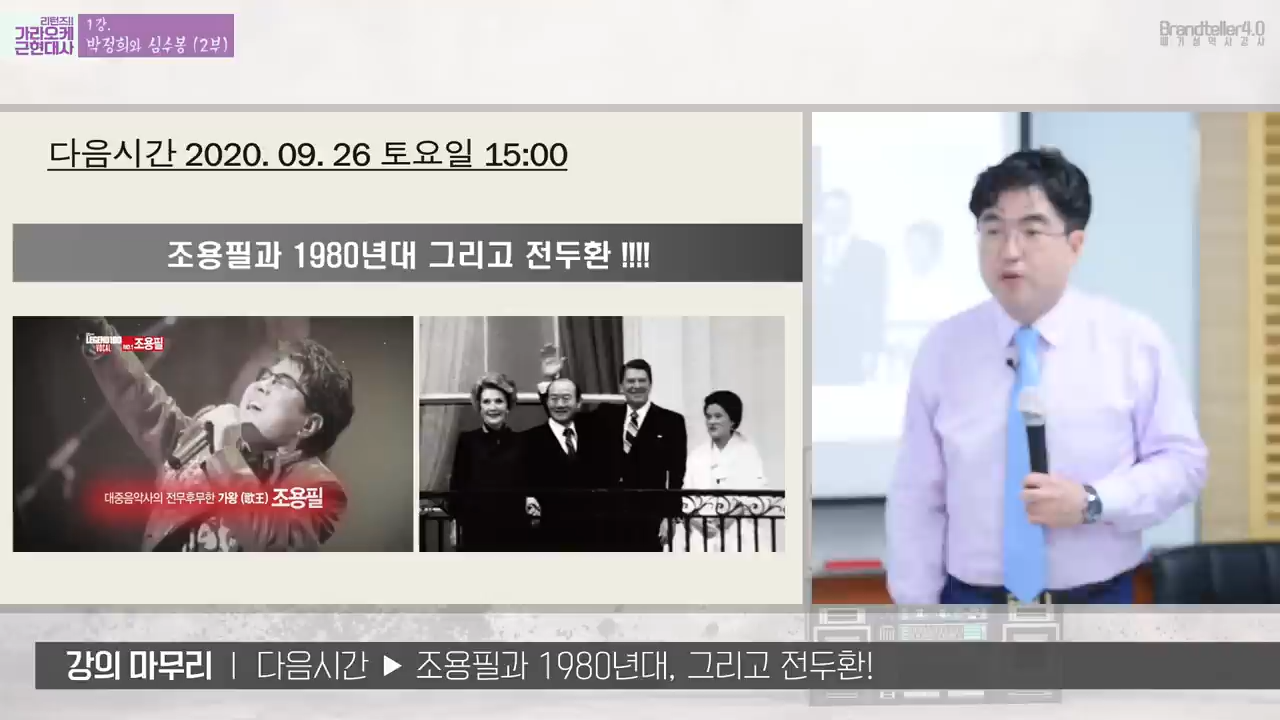 리턴즈!!
가라오케
근현대사
1강.
박정희와 심수봉 (2부)
Brandteller4.0
다음시간 2020. 09. 26 토요일 15:00
조용필과 1980년대 그리고 전두환 !!!!
LEGEND100
VOCAL NO.1 조용필
대중음악사의 전무후무한 가왕 (歌王) 조용필
강의 마무리 | 다음시간 ▶ 조용필과 1980년대, 그리고 전두환!